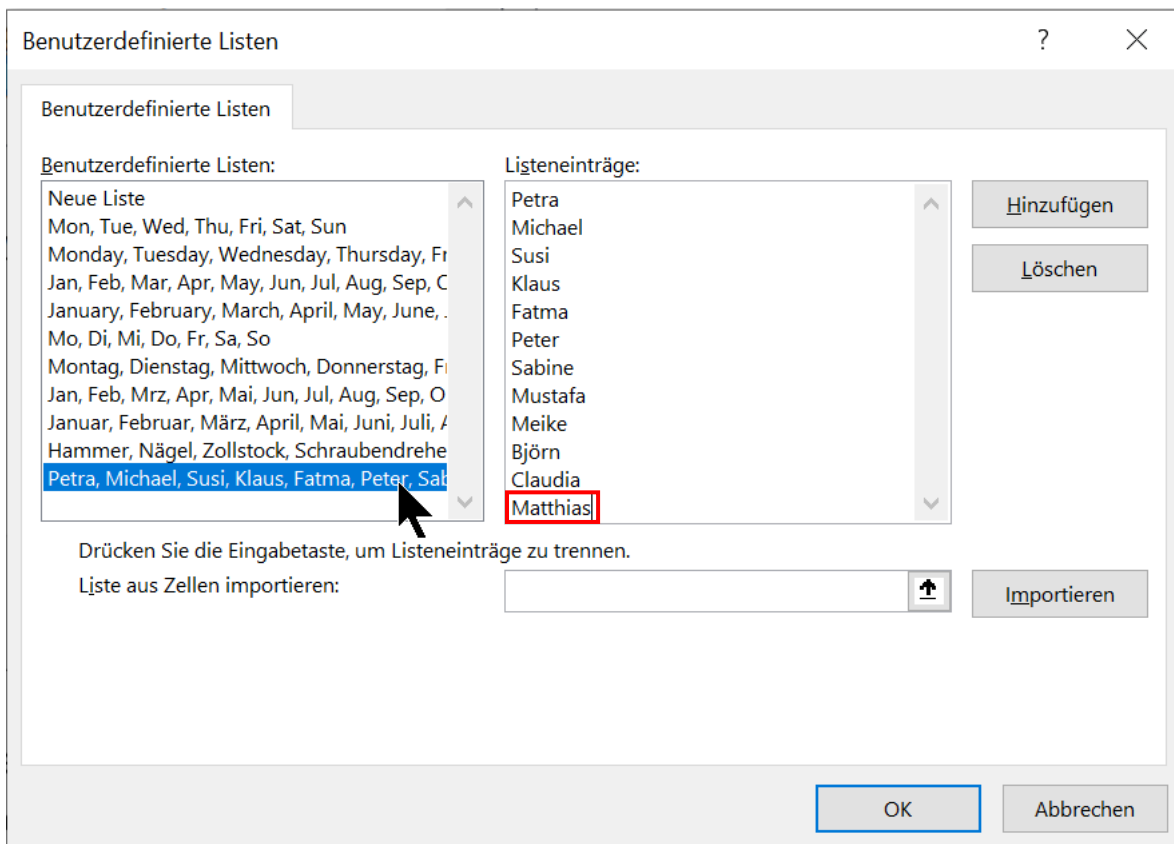 Benutzerdefinierte Listen
?
Benutzerdefinierte Listen
Benutzerdefinierte Listen:
Neue Liste
Mon, Tue, Wed, Thu, Fri, Sat, Sun
Monday, Tuesday, Wednesday, Thursday, Fr
Jan, Feb, Mar, Apr, May, Jun, Jul, Aug, Sep, O
January, February, March, April, May, June, J
Mo, Di, Mi, Do, Fr, Sa, So
Montag, Dienstag, Mittwoch, Donnerstag, Fr
Jan, Feb, Mrz, Apr, Mai, Jun, Jul, Aug, Sep, O
Januar, Februar, März, April, Mai, Juni, Juli, A
Hammer, Nägel, Zollstock, Schraubendrehe
Petra, Michael, Susi, Klaus, Fatma, Peter, Sab
Listeneinträge:
Petra
Michael
Susi
Klaus
Fatma
Peter
Sabine
Mustafa
Meike
Björn
Claudia
Matthias
Hinzufügen
Löschen
Drücken Sie die Eingabetaste, um Listeneinträge zu trennen.
Liste aus Zellen importieren:
Importieren
OK
Abbrechen